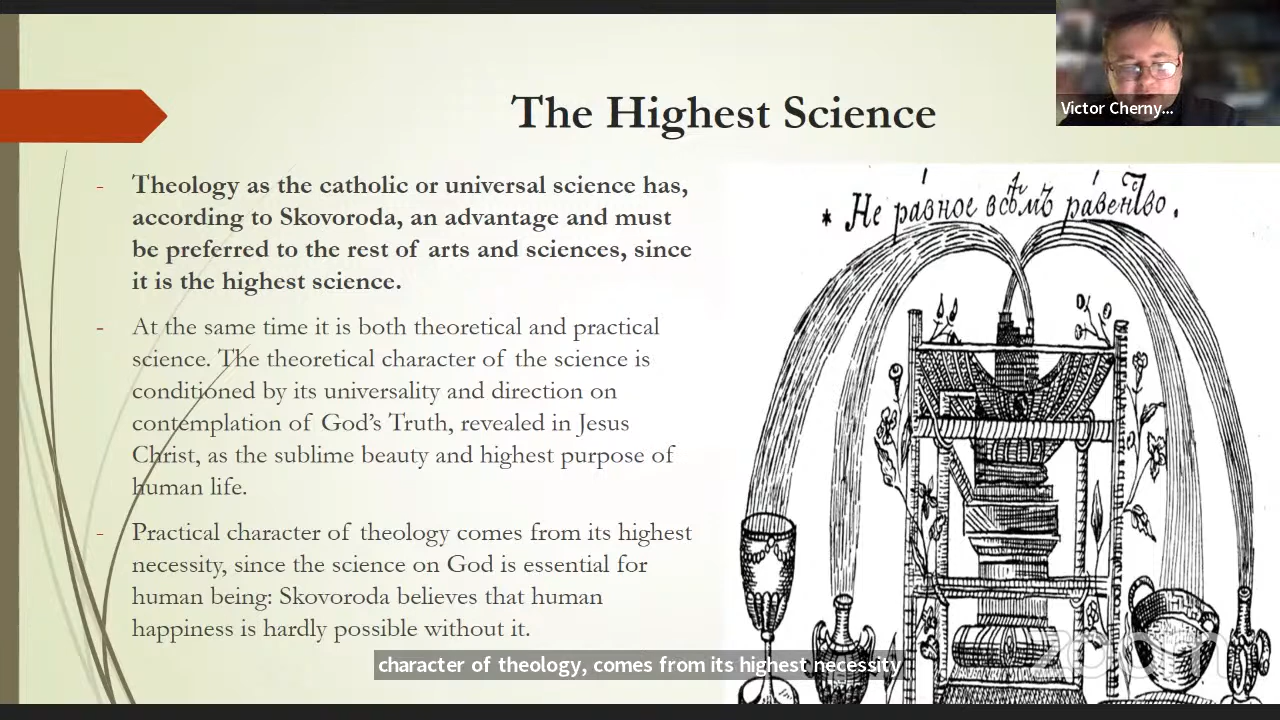 The Highest Science
Victor Cherny...
- Theology as the catholic or universal science has,
according to Skovoroda, an advantage and must
be preferred to the rest of arts and sciences, since
it is the highest science.
- At the same time it is both theoretical and practical
science. The theoretical character of the science is
conditioned by its universality and direction on
contemplation of God’s Truth, revealed in Jesus
Christ, as the sublime beauty and highest purpose of
human life.
- Practical character of theology comes from its highest
necessity, since the science on God is essential for
human being: Skovoroda believes that human
happiness is hardly possible without it.
* Не равное всѣмъ равенство.
character of theology, comes from its highest necessity
zoom